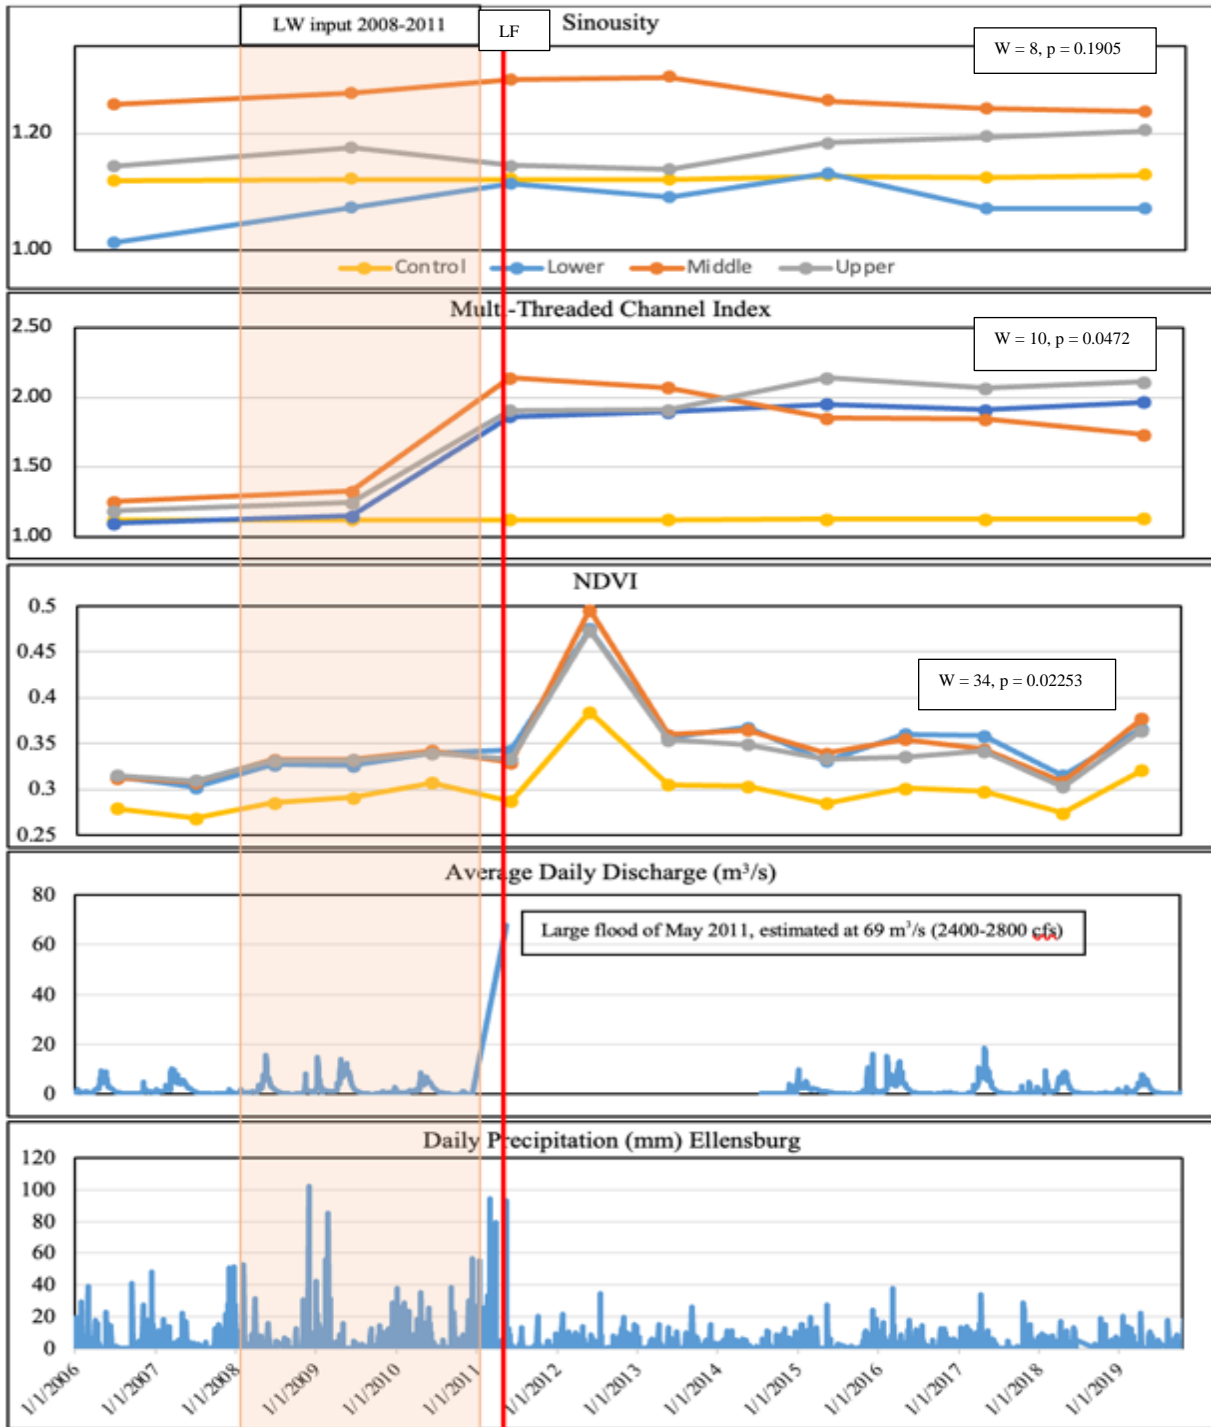 LW input 2008-2011
LF
Sinousity
W = 8, p = 0.1905
1.20
1.00
Control Lower Middle Upper
Mult -Threaded Channel Index
2.50
W = 10, p = 0.0472
2.00
1.50
1.00
NDVI
0.5
0.45
W = 34, p = 0.02253
0.4
0.35
0.3
0.25
Average Daily Discharge (m³/s)
80
Large flood of May 2011, estimated at 69 m³/s (2400-2800 cfs)
60
40
20
0
Daily Precipitation (mm) Ellensburg
120
100
80
60
40
20
0
1/1/2006 1/1/2007 1/1/2008 1/1/2009 1/1/2010 1/1/2011 1/1/2012 1/1/2013 1/1/2014 1/1/2015 1/1/2016 1/1/2017 1/1/2018 1/1/2019